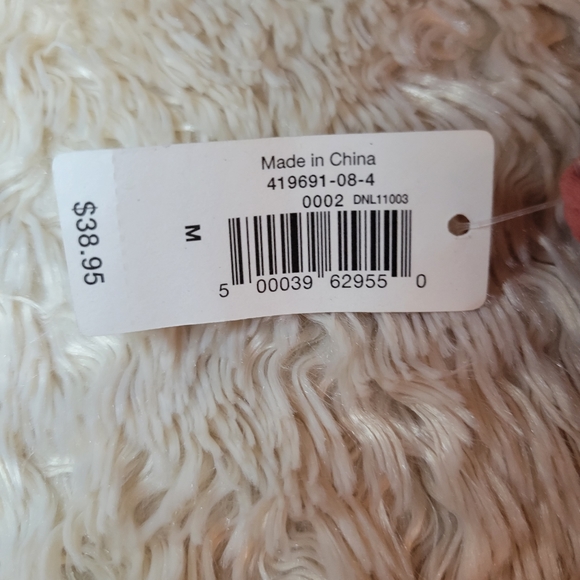 Made in China
419691-08-4
0002 DNL11003
M
5 00039 62955 0
$38.95